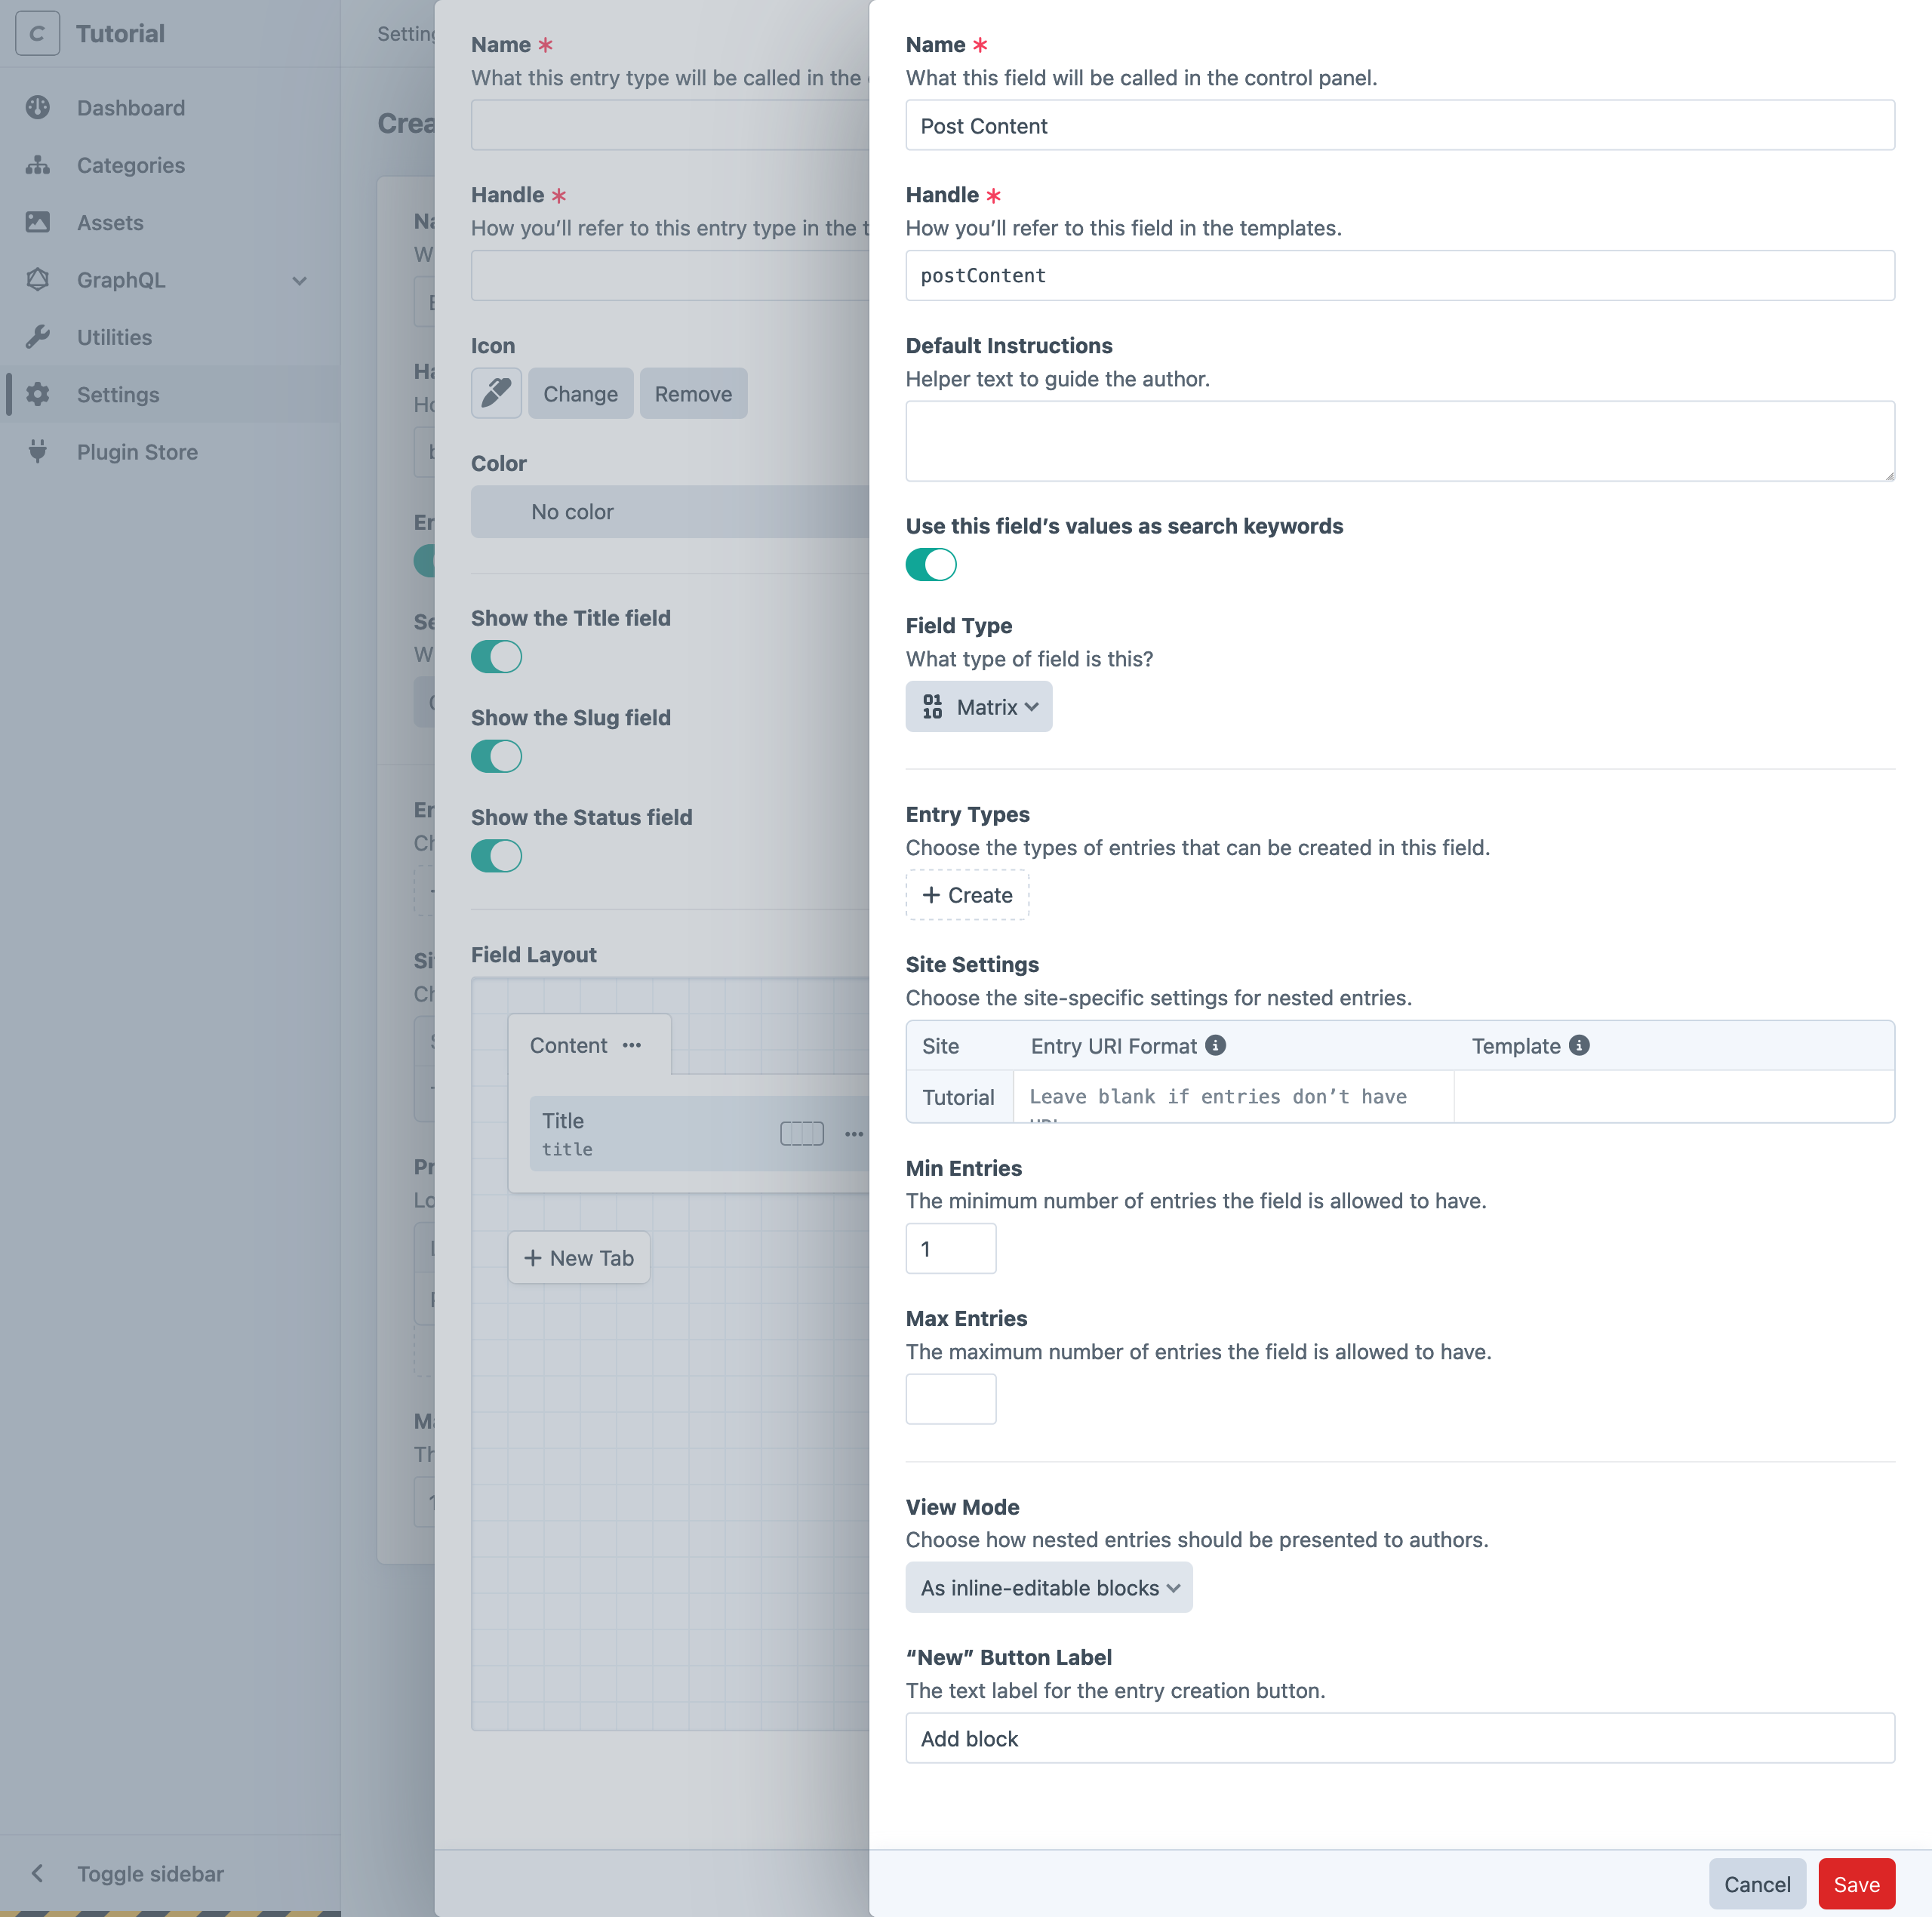 C Tutorial
Dashboard
Categories
Assets
GraphQL
Utilities
Settings
Plugin Store
Toggle sidebar
Name *
What this entry type will be called in the
Handle *
How you’ll refer to this entry type in the
Icon
Change Remove
Color
No color
Show the Title field
Show the Slug field
Show the Status field
Field Layout
Content
Title
title
+ New Tab
Name *
What this field will be called in the control panel.
Post Content
Handle *
How you’ll refer to this field in the templates.
postContent
Default Instructions
Helper text to guide the author.
Use this field’s values as search keywords
Field Type
What type of field is this?
Matrix
Entry Types
Choose the types of entries that can be created in this field.
+ Create
Site Settings
Choose the site-specific settings for nested entries.
Site Entry URI Format Template
Tutorial Leave blank if entries don’t have
Min Entries
The minimum number of entries the field is allowed to have.
1
Max Entries
The maximum number of entries the field is allowed to have.
View Mode
Choose how nested entries should be presented to authors.
As inline-editable blocks
“New” Button Label
The text label for the entry creation button.
Add block
Cancel Save